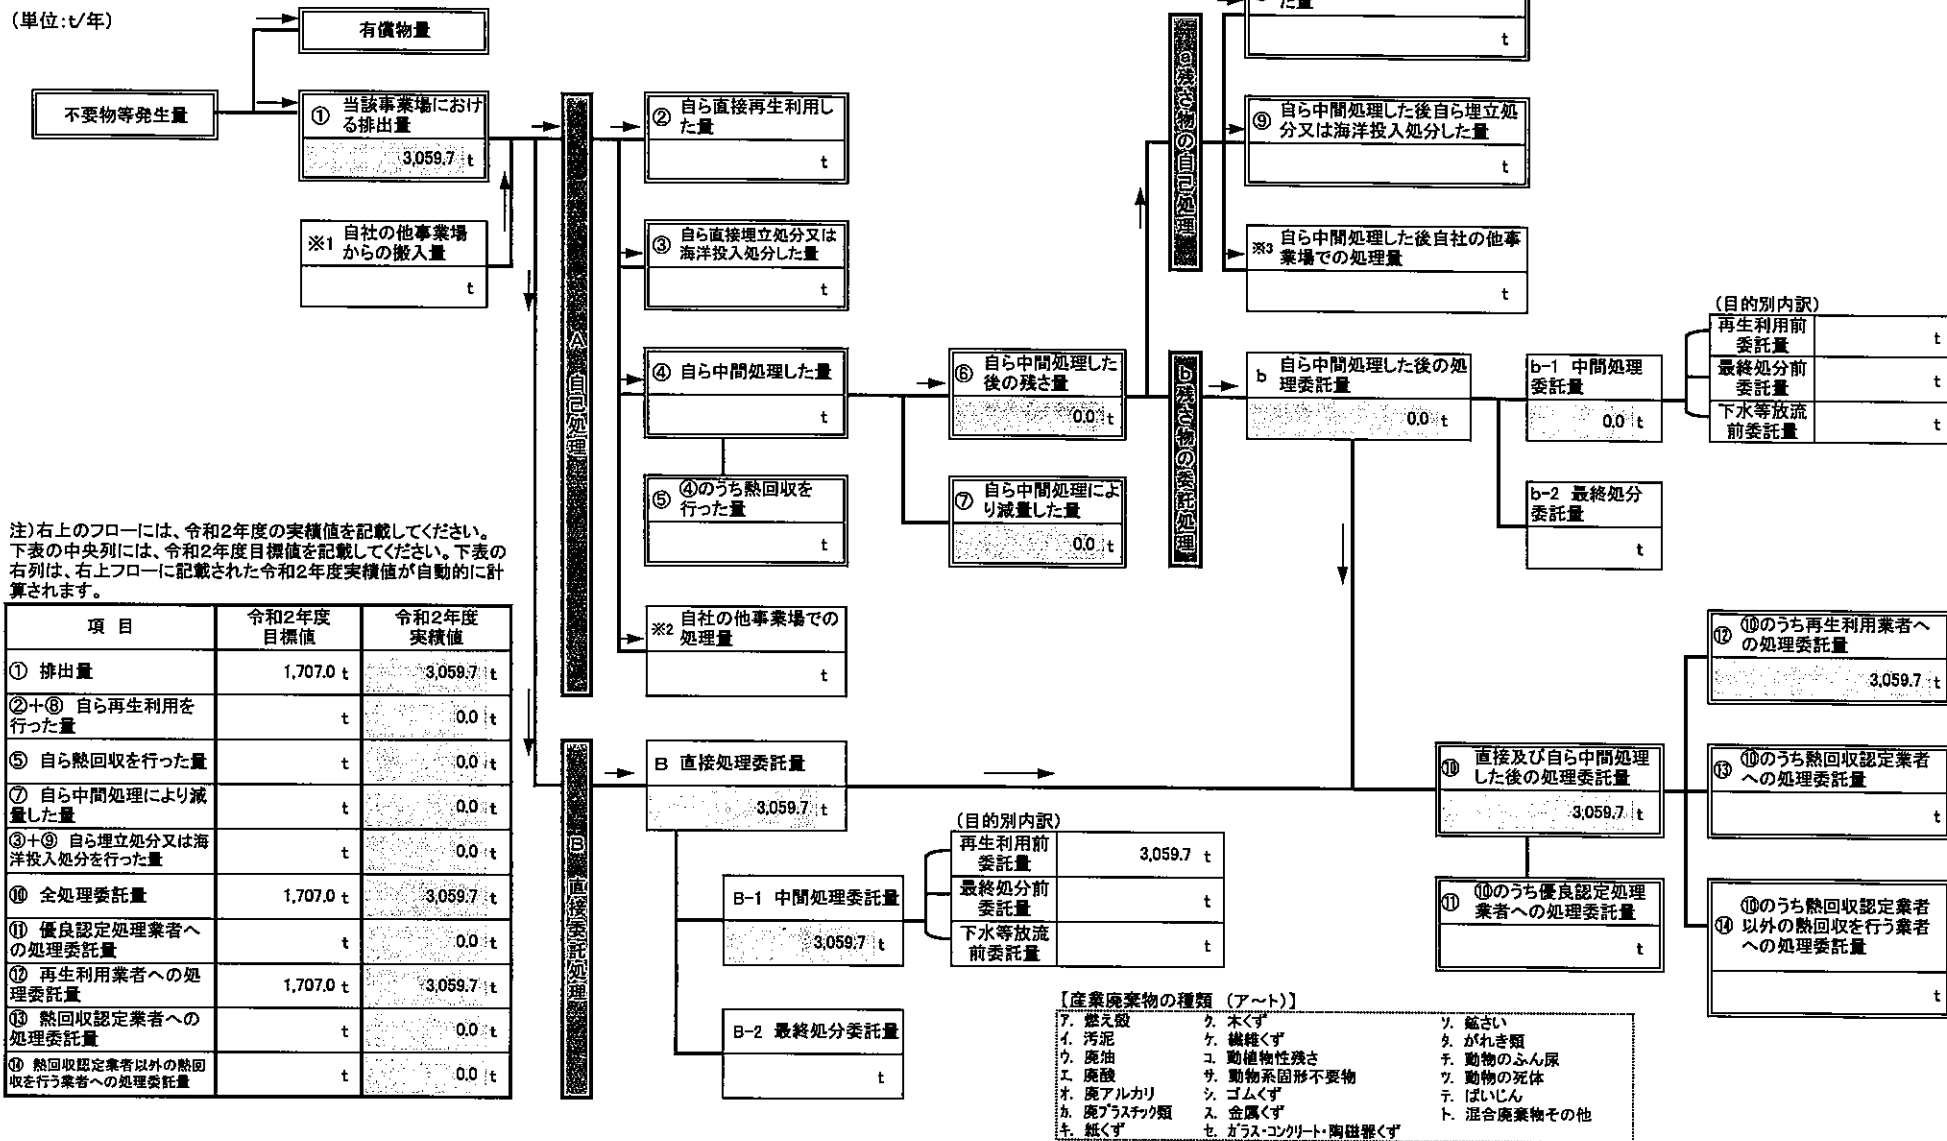 (単位:t/年)
有償物量
不要物等発生量
① 当該事業場におけ
る排出量
3,059.7 t
※1 自社の他事業場
からの搬入量
t
A 自己処理
② 自ら直接再生利用し
た量
t
③ 自ら直接埋立処分又は
海洋投入処分した量
t
④ 自ら中間処理した量
t
⑤ ④のうち熱回収を
行った量
t
※2 自社の他事業場での
処理量
t
⑥ 自ら中間処理した
後の残さ量
0.0 t
⑦ 自ら中間処理によ
り減量した量
0.0 t
a 残さ物の自己処理
た量
t
⑨ 自ら中間処理した後自ら埋立処
分又は海洋投入処分した量
t
※3 自ら中間処理した後自社の他事
業場での処理量
t
b 残さ物の委託処理
b 自ら中間処理した後の処
理委託量
0.0 t
b-1 中間処理
委託量
0.0 t
(目的別内訳)
再生利用前
委託量 t
最終処分前
委託量 t
下水等放流
前委託量 t
b-2 最終処分
委託量
t
注)右上のフローには、令和2年度の実績値を記載してください。
下表の中央列には、令和2年度目標値を記載してください。下表の
右列は、右上フローに記載された令和2年度実績値が自動的に計
算されます。
項 目 令和2年度
目標値 令和2年度
実績値
① 排出量 1,707.0 t 3,059.7 t
②+⑧ 自ら再生利用を
行った量 t 0.0 t
⑤ 自ら熱回収を行った量 t 0.0 t
⑦ 自ら中間処理により減
量した量 t 0.0 t
③+⑨ 自ら埋立処分又は海
洋投入処分を行った量 t 0.0 t
⑩ 全処理委託量 1,707.0 t 3,059.7 t
⑪ 優良認定処理業者へ
の処理委託量 t 0.0 t
⑫ 再生利用業者への処
理委託量 1,707.0 t 3,059.7 t
⑬ 熱回収認定業者への
処理委託量 t 0.0 t
⑭ 熱回収認定業者以外の熱回
収を行う業者への処理委託量 t 0.0 t
B 直接委託処理
B 直接処理委託量
3,059.7 t
B-1 中間処理委託量
3,059.7 t
(目的別内訳)
再生利用前
委託量 3,059.7 t
最終処分前
委託量 t
下水等放流
前委託量 t
B-2 最終処分委託量
t
⑩ 直接及び自ら中間処理
した後の処理委託量
3,059.7 t
⑪ ⑩のうち優良認定処理
業者への処理委託量
t
⑫ ⑩のうち再生利用業者へ
の処理委託量
3,059.7 t
⑬ ⑩のうち熱回収認定業者
への処理委託量
t
⑭ ⑩のうち熱回収認定業者
以外の熱回収を行う業者
への処理委託量
t
【産業廃棄物の種類 (ア〜ト)】
ア. 燃え殻
イ. 汚泥
ウ. 廃油
エ. 廃酸
オ. 廃アルカリ
カ. 廃プラスチック類
キ. 紙くず
ク. 木くず
ケ. 繊維くず
コ. 動植物性残さ
サ. 動物系固形不要物
シ. ゴムくず
ス. 金属くず
セ. ガラス・コンクリート・陶磁器くず
ソ. 鉱さい
タ. がれき類
チ. 動物のふん尿
ツ. 動物の死体
テ. ばいじん
ト. 混合廃棄物その他